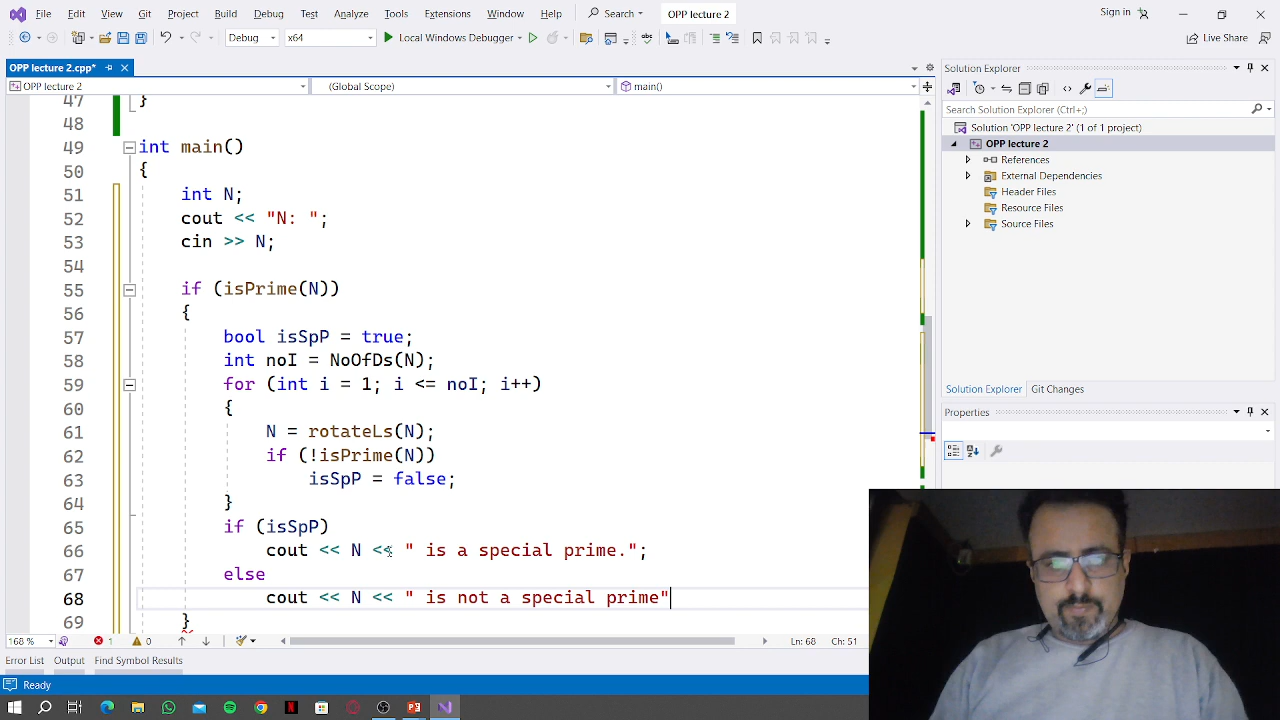 File Edit View Git Project Build Debug Test Analyze Tools Extensions Window Help Search OPP lecture 2 Sign in
Debug x64 Local Windows Debugger Live Share
OPP lecture 2.cpp*
OPP lecture 2 (Global Scope) main()
47 }
48
49 int main()
50 {
51 int N;
52 cout << "N: ";
53 cin >> N;
54
55 if (isPrime(N))
56 {
57 bool isSpP = true;
58 int noI = NoOfDs(N);
59 for (int i = 1; i <= noI; i++)
60 {
61 N = rotateLs(N);
62 if (!isPrime(N))
63 isSpP = false;
64 }
65 if (isSpP)
66 cout << N << " is a special prime.";
67 else
68 cout << N << " is not a special prime"
69 }
168 % 1 0 Ln: 68 Ch: 51
Error List Output Find Symbol Results
Ready
Solution Explorer
Search Solution Explorer (Ctrl+;)
Solution 'OPP lecture 2' (1 of 1 project)
OPP lecture 2
References
External Dependencies
Header Files
Resource Files
Source Files
Solution Explorer Git Changes
Properties